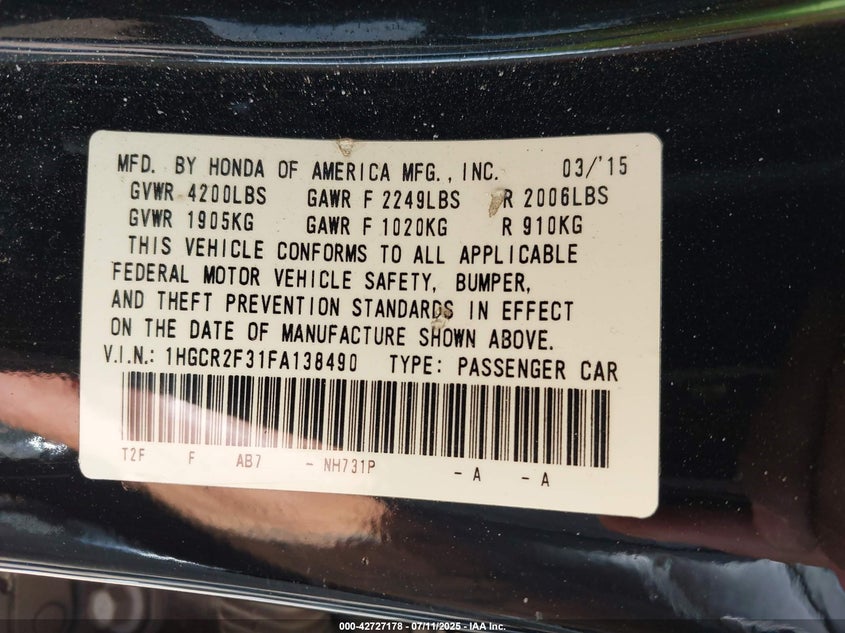 MFD. BY HONDA OF AMERICA MFG., INC. 03/'15
GVWR 4200LBS GAWR F 2249LBS R 2006LBS
GVWR 1905KG GAWR F 1020KG R 910KG
THIS VEHICLE CONFORMS TO ALL APPLICABLE
FEDERAL MOTOR VEHICLE SAFETY, BUMPER,
AND THEFT PREVENTION STANDARDS IN EFFECT
ON THE DATE OF MANUFACTURE SHOWN ABOVE.
V.I.N.: 1HGCR2F31FA138490 TYPE: PASSENGER CAR
T2F F AB7 - NH731P - A - A
000-42727178 - 07/11/2025 - IAA Inc.